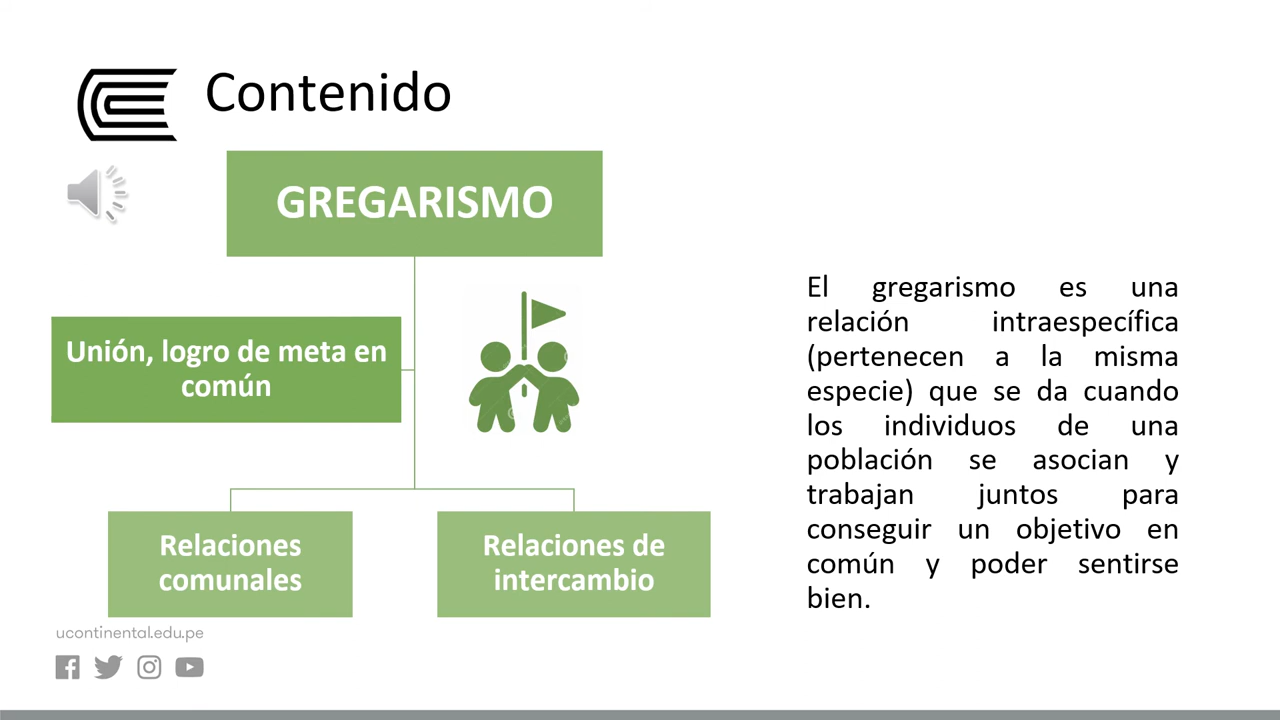 Contenido
GREGARISMO
Unión, logro de meta en
común
Relaciones
comunales
Relaciones de
intercambio
El gregarismo es una
relación intraespecífica
(pertenecen a la misma
especie) que se da cuando
los individuos de una
población se asocian y
trabajan juntos para
conseguir un objetivo en
común y poder sentirse
bien.
ucontinental.edu.pe